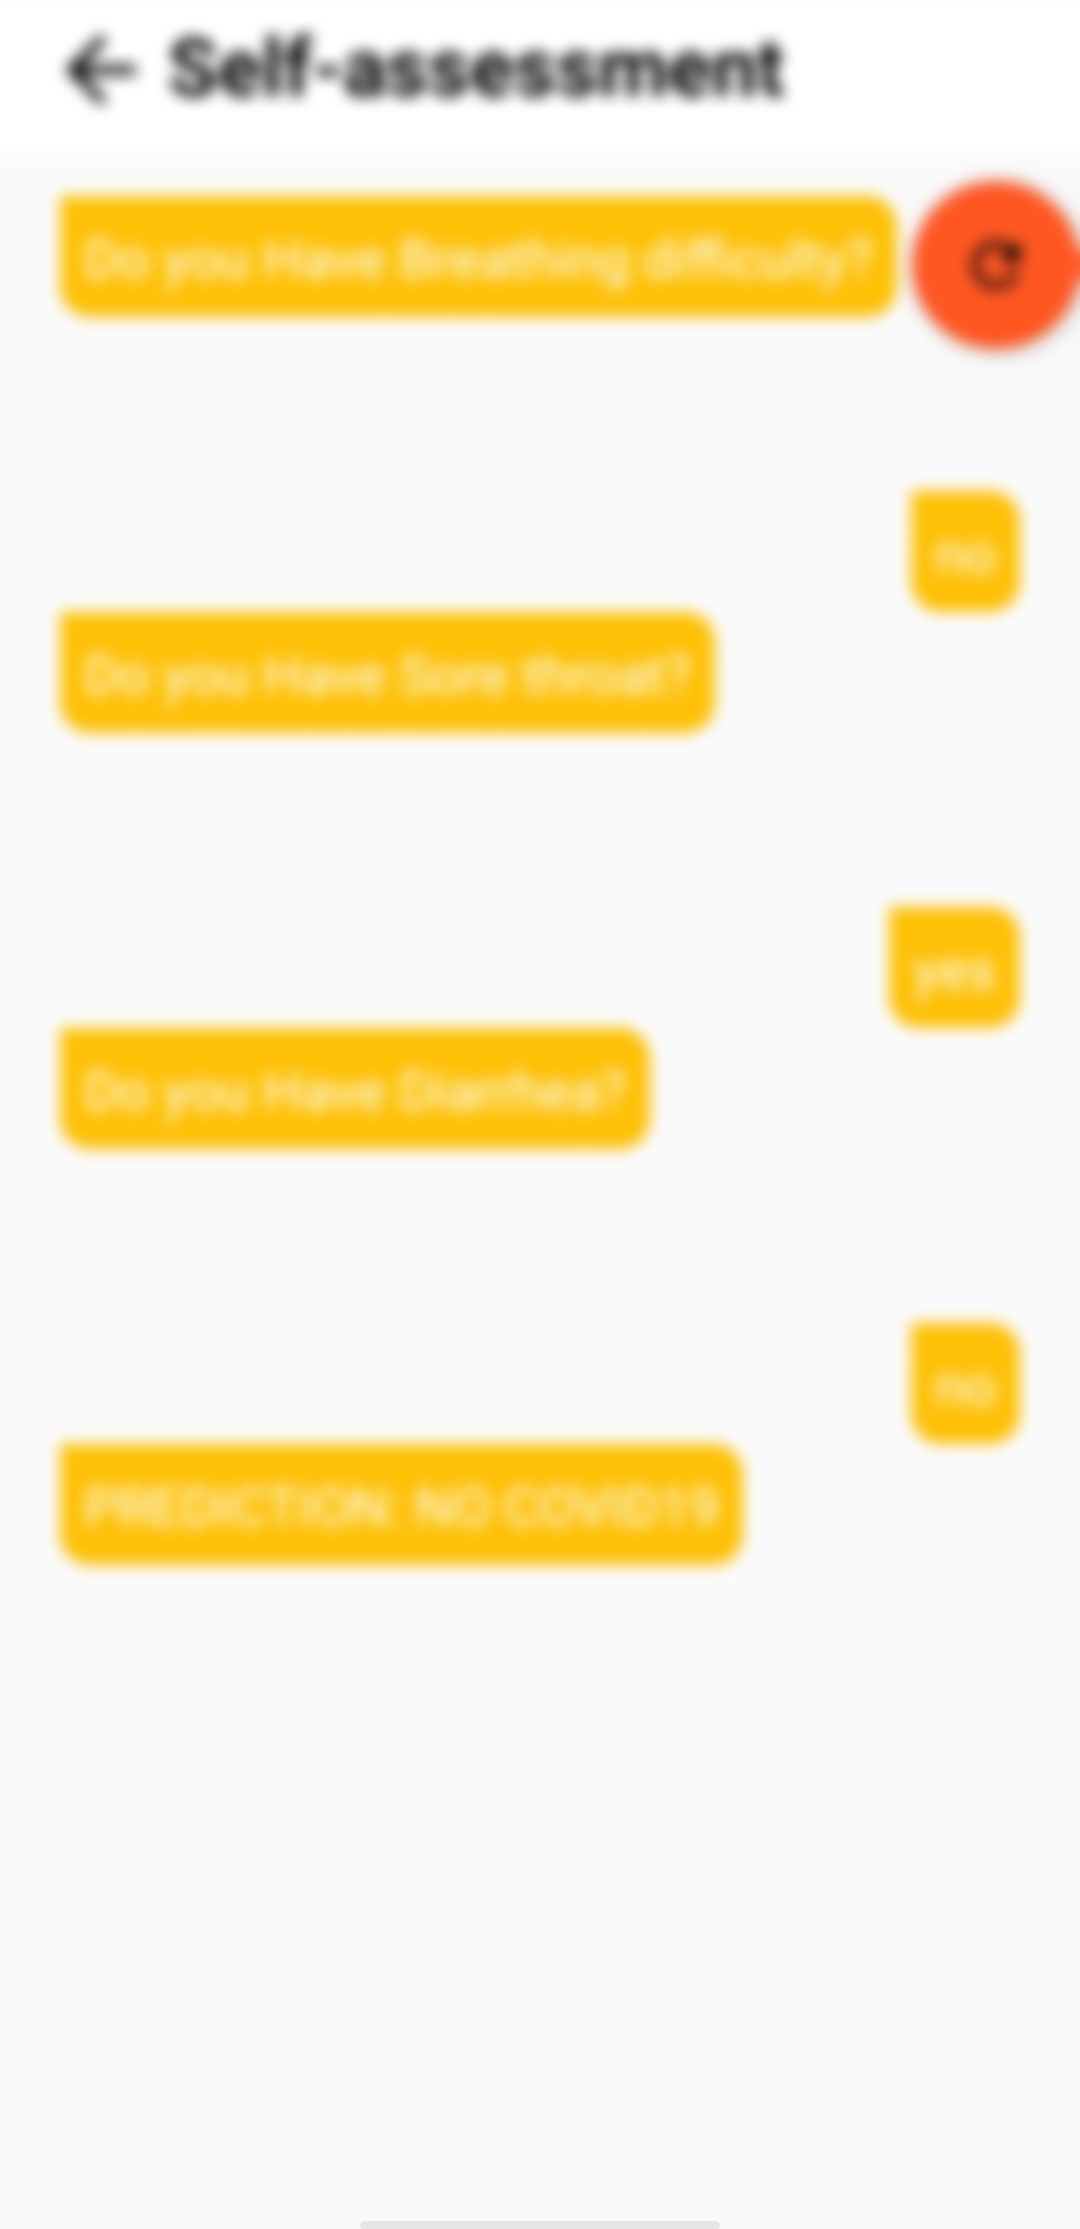 Self-assessment
Do you Have Breathing difficulty?
no
Do you Have Sore throat?
yes
Do you Have Diarrhea?
no
PREDICTION: NO COVID19